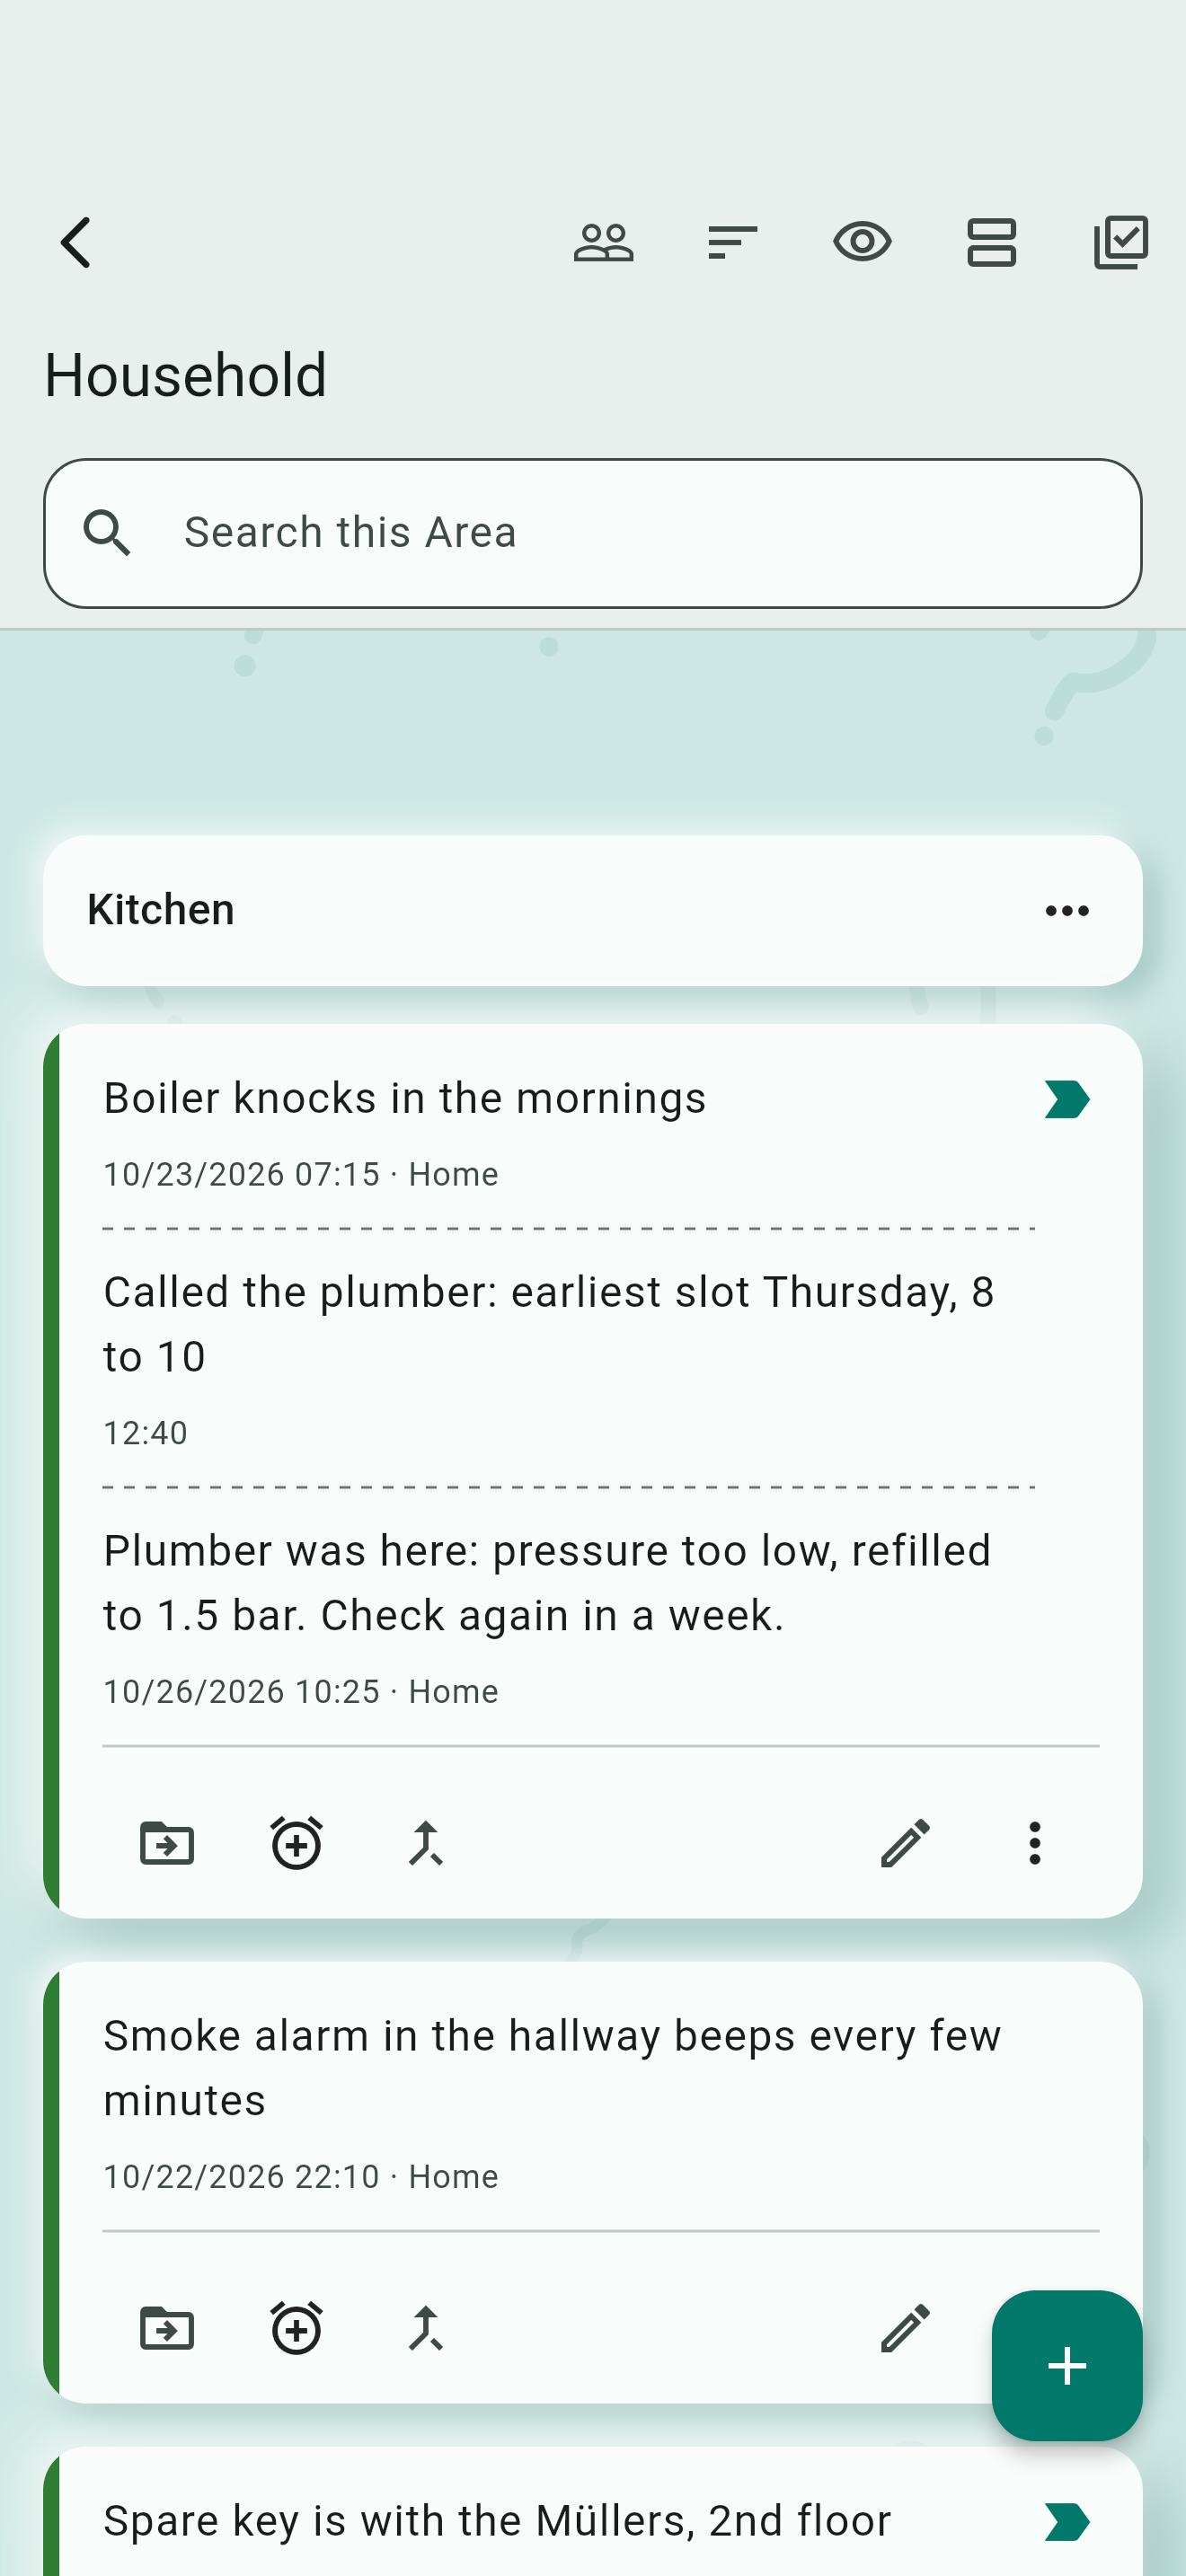 Household
Search this Area
Kitchen
Boiler knocks in the mornings
10/23/2026 07:15 · Home
Called the plumber: earliest slot Thursday, 8
to 10
12:40
Plumber was here: pressure too low, refilled
to 1.5 bar. Check again in a week.
10/26/2026 10:25 · Home
Smoke alarm in the hallway beeps every few
minutes
10/22/2026 22:10 · Home
Spare key is with the Müllers, 2nd floor